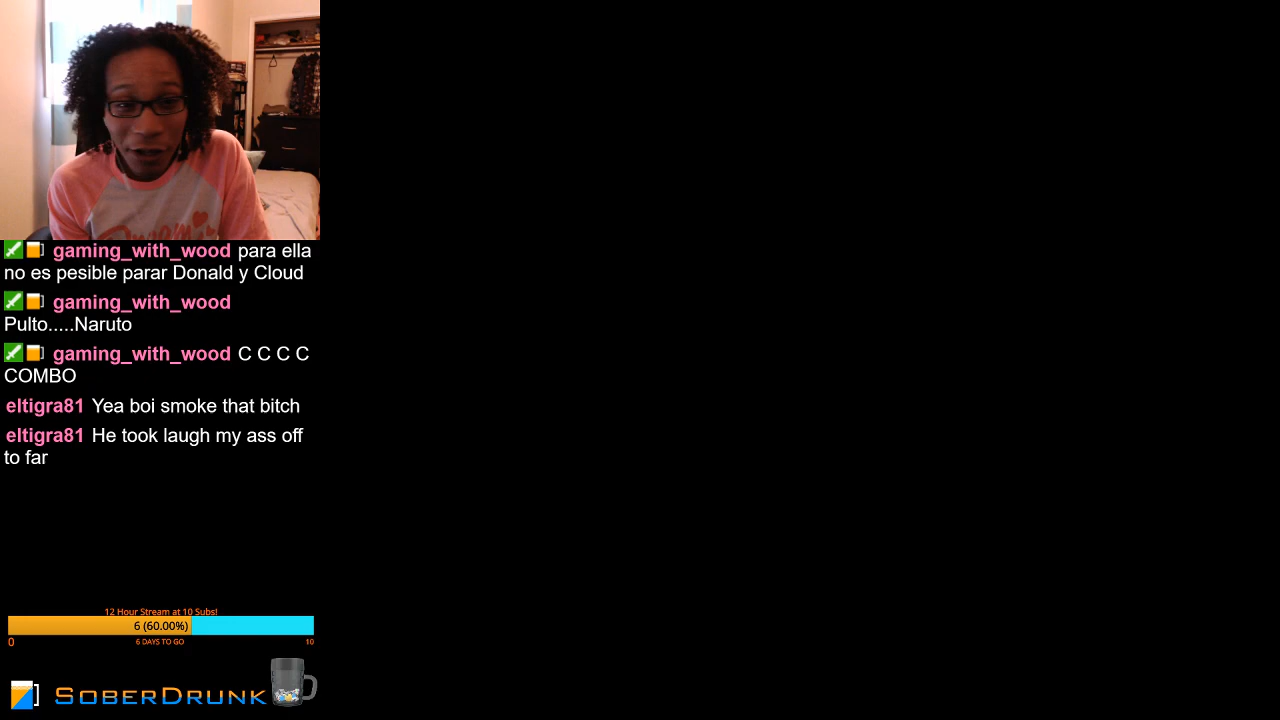 gaming_with_wood para ella
no es pesible parar Donald y Cloud
gaming_with_wood
Pulto.....Naruto
gaming_with_wood C C C C
COMBO
eltigra81 Yea boi smoke that bitch
eltigra81 He took laugh my ass off
to far
12 Hour Stream at 10 Subs!
6 (60.00%)
0 6 DAYS TO GO 10
SOBERDRUNK